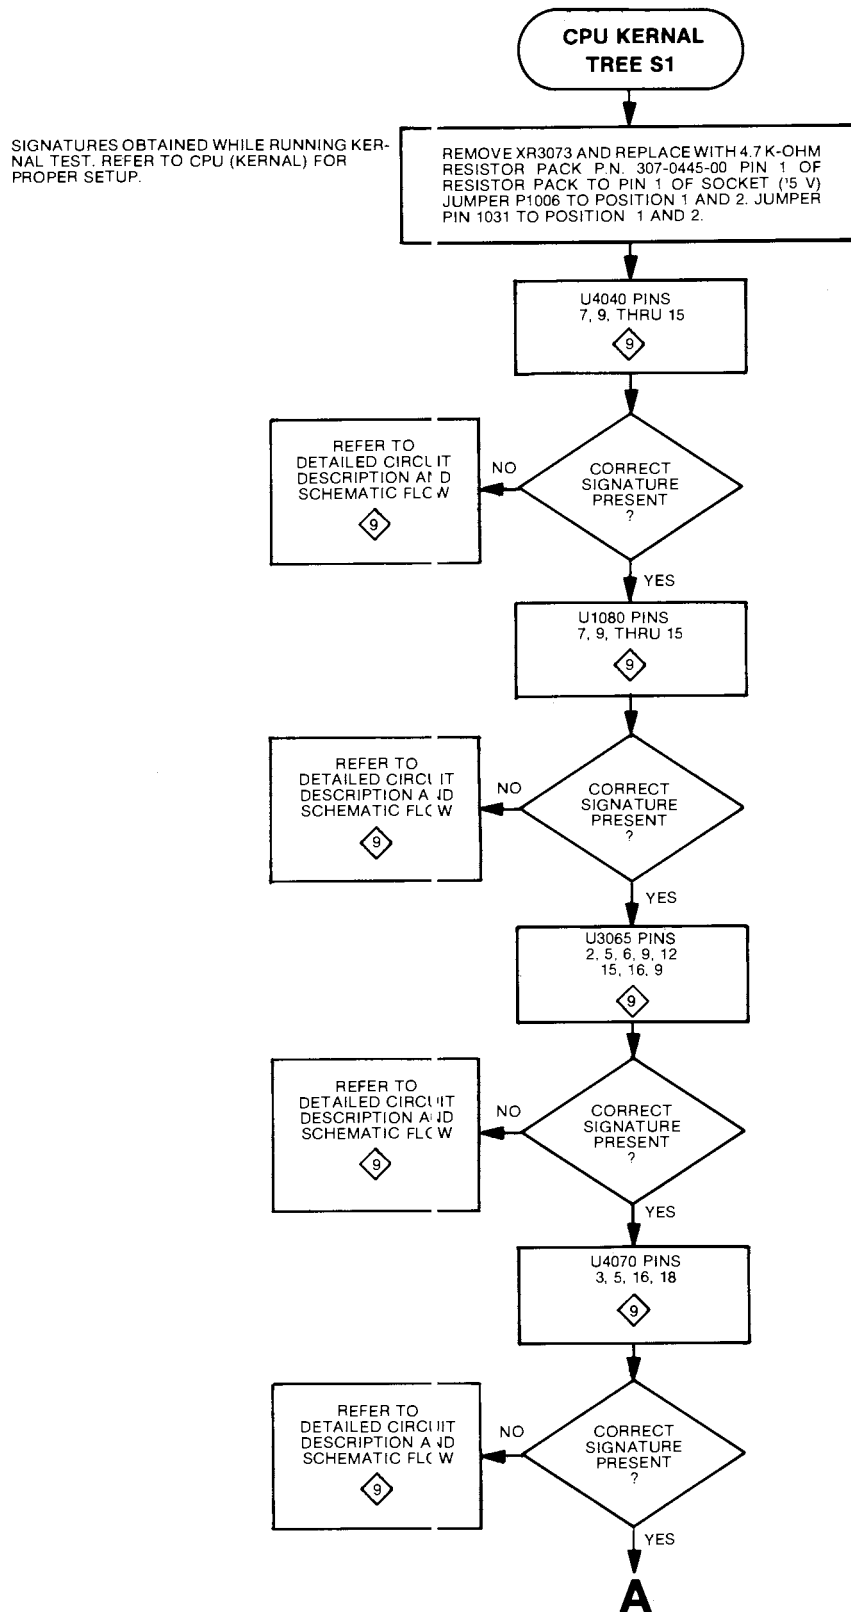 CPU KERNAL
TREE S1
SIGNATURES OBTAINED WHILE RUNNING KER-
NAL TEST. REFER TO CPU (KERNAL) FOR
PROPER SETUP.
REMOVE XR3073 AND REPLACE WITH 4.7 K-OHM
RESISTOR PACK P.N. 307-0445-00 PIN 1 OF
RESISTOR PACK TO PIN 1 OF SOCKET ('5 V)
JUMPER P1006 TO POSITION 1 AND 2. JUMPER
PIN 1031 TO POSITION 1 AND 2.
U4040 PINS
7, 9, THRU 15
9
CORRECT
SIGNATURE
PRESENT
?
NO
REFER TO
DETAILED CIRCUIT
DESCRIPTION AND
SCHEMATIC FLOW
9
YES
U1080 PINS
7, 9, THRU 15
9
CORRECT
SIGNATURE
PRESENT
?
NO
REFER TO
DETAILED CIRCUIT
DESCRIPTION AND
SCHEMATIC FLOW
9
YES
U3065 PINS
2, 5, 6, 9, 12
15, 16, 9
9
CORRECT
SIGNATURE
PRESENT
?
NO
REFER TO
DETAILED CIRCUIT
DESCRIPTION AND
SCHEMATIC FLOW
9
YES
U4070 PINS
3, 5, 16, 18
9
CORRECT
SIGNATURE
PRESENT
?
NO
REFER TO
DETAILED CIRCUIT
DESCRIPTION AND
SCHEMATIC FLOW
9
YES
A